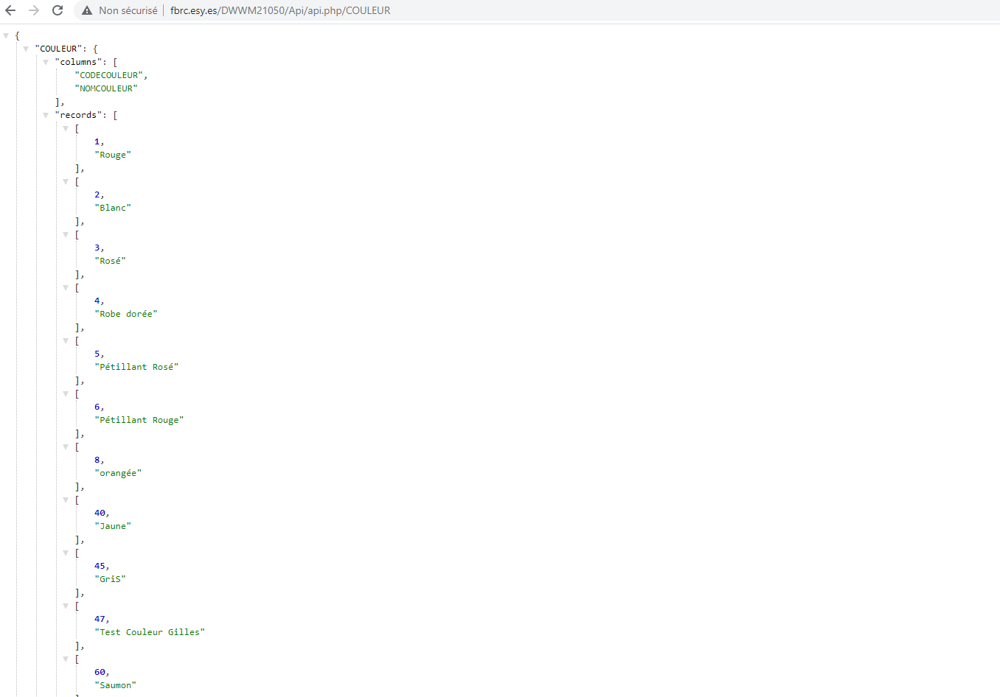 Non sécurisé fbrc.esy.es/DWWM21050/Api/api.php/COULEUR
{
"COULEUR": {
"columns": [
"CODECOULEUR",
"NOMCOULEUR"
],
"records": [
[
1,
"Rouge"
],
[
2,
"Blanc"
],
[
3,
"Rosé"
],
[
4,
"Robe dorée"
],
[
5,
"Pétillant Rosé"
],
[
6,
"Pétillant Rouge"
],
[
8,
"orangée"
],
[
40,
"Jaune"
],
[
45,
"GriS"
],
[
47,
"Test Couleur Gilles"
],
[
60,
"Saumon"